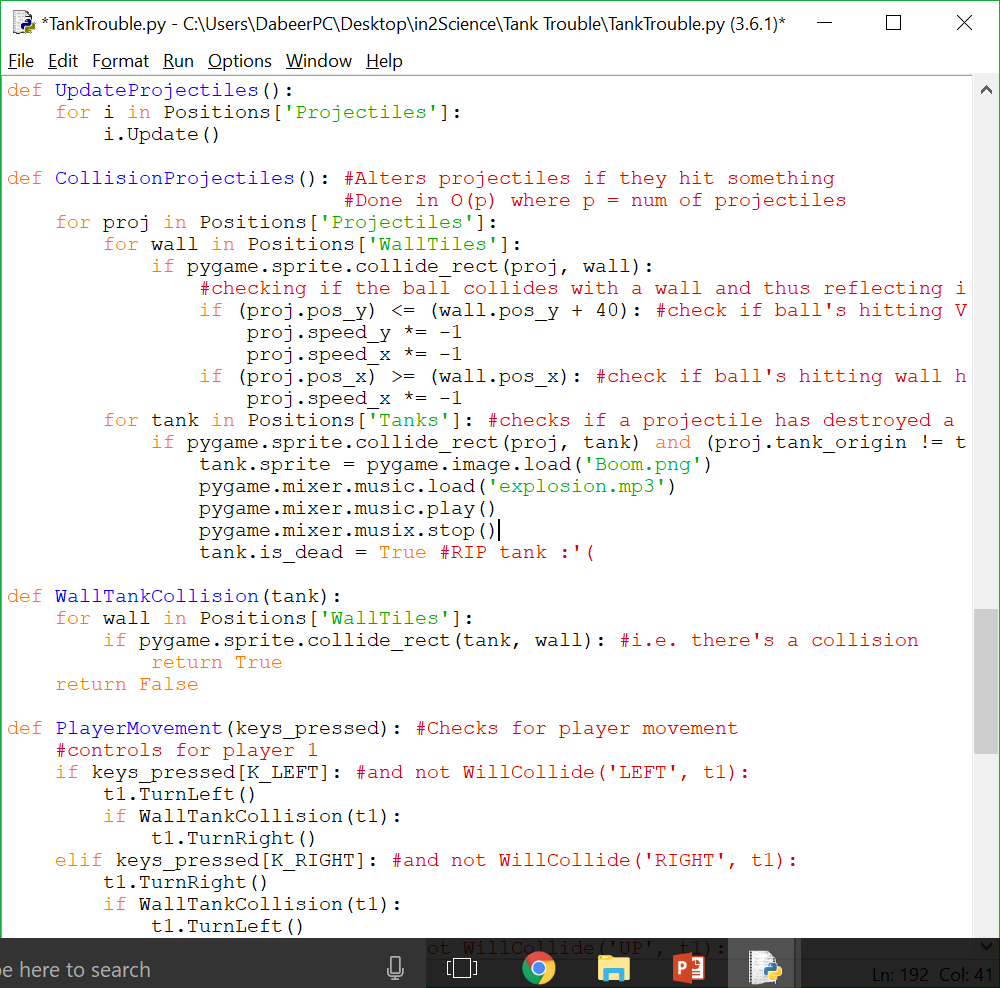 *TankTrouble.py - C:\Users\DabeerPC\Desktop\in2Science\Tank Trouble\TankTrouble.py (3.6.1)*
File Edit Format Run Options Window Help
def UpdateProjectiles():
    for i in Positions['Projectiles']:
        i.Update()
def CollisionProjectiles(): #Alters projectiles if they hit something
                            #Done in O(p) where p = num of projectiles
    for proj in Positions['Projectiles']:
        for wall in Positions['WallTiles']:
            if pygame.sprite.collide_rect(proj, wall):
                #checking if the ball collides with a wall and thus reflecting i
                if (proj.pos_y) <= (wall.pos_y + 40): #check if ball's hitting V
                    proj.speed_y *= -1
                    proj.speed_x *= -1
                if (proj.pos_x) >= (wall.pos_x): #check if ball's hitting wall h
                    proj.speed_x *= -1
        for tank in Positions['Tanks']: #checks if a projectile has destroyed a
            if pygame.sprite.collide_rect(proj, tank) and (proj.tank_origin != t
                tank.sprite = pygame.image.load('Boom.png')
                pygame.mixer.music.load('explosion.mp3')
                pygame.mixer.music.play()
                pygame.mixer.musix.stop()
                tank.is_dead = True #RIP tank :'(
def WallTankCollision(tank):
    for wall in Positions['WallTiles']:
        if pygame.sprite.collide_rect(tank, wall): #i.e. there's a collision
            return True
    return False
def PlayerMovement(keys_pressed): #Checks for player movement
    #controls for player 1
    if keys_pressed[K_LEFT]: #and not WillCollide('LEFT', t1):
        t1.TurnLeft()
        if WallTankCollision(t1):
            t1.TurnRight()
    elif keys_pressed[K_RIGHT]: #and not WillCollide('RIGHT', t1):
        t1.TurnRight()
        if WallTankCollision(t1):
            t1.TurnLeft()
ot WillCollide('UP', t1):
e here to search
Ln: 192 Col: 41